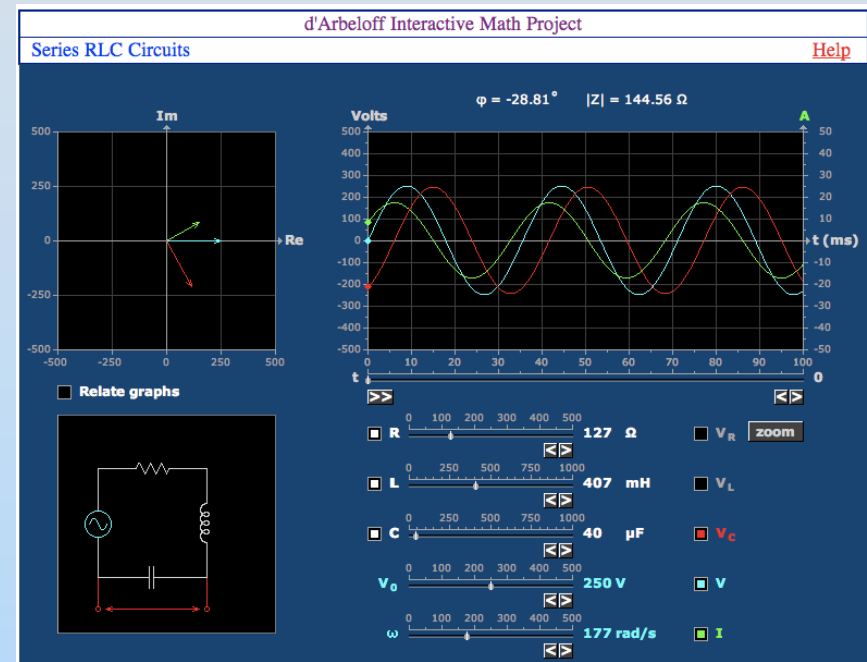 d'Arbeloff Interactive Math Project
Series RLC Circuits Help
φ = -28.81° |Z| = 144.56 Ω
Im
Volts A
500
250
0
-250
-500
-500 -250 0 250 500
Re
500
400
300
200
100
0
-100
-200
-300
-400
-500
50
40
30
20
10
t (ms)
-10
-20
-30
-40
-50
0 10 20 30 40 50 60 70 80 90 100
t 0
>> <>
Relate graphs
0 100 200 300 400 500
R 127 Ω V_R zoom
<>
0 250 500 750 1000
L 407 mH V_L
<>
0 250 500 750 1000
C 40 μF V_C
<>
0 100 200 300 400 500
V_0 250 V V
<>
0 100 200 300 400 500
ω 177 rad/s I
<>